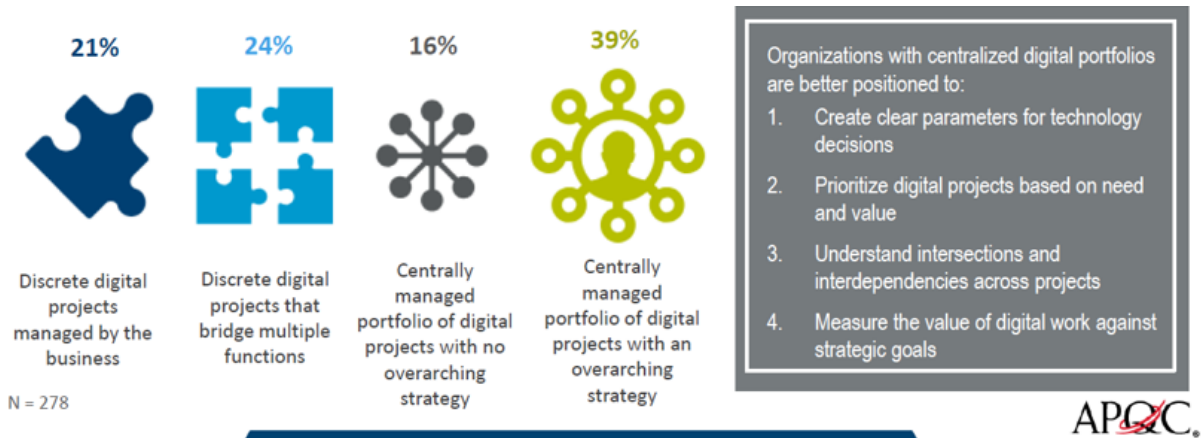 21%
Discrete digital
projects
managed by the
business
24%
Discrete digital
projects that
bridge multiple
functions
16%
Centrally
managed
portfolio of digital
projects with no
overarching
strategy
39%
Centrally
managed
portfolio of digital
projects with an
overarching
strategy
N = 278
Organizations with centralized digital portfolios
are better positioned to:
1. Create clear parameters for technology
decisions
2. Prioritize digital projects based on need
and value
3. Understand intersections and
interdependencies across projects
4. Measure the value of digital work against
strategic goals
APQC®